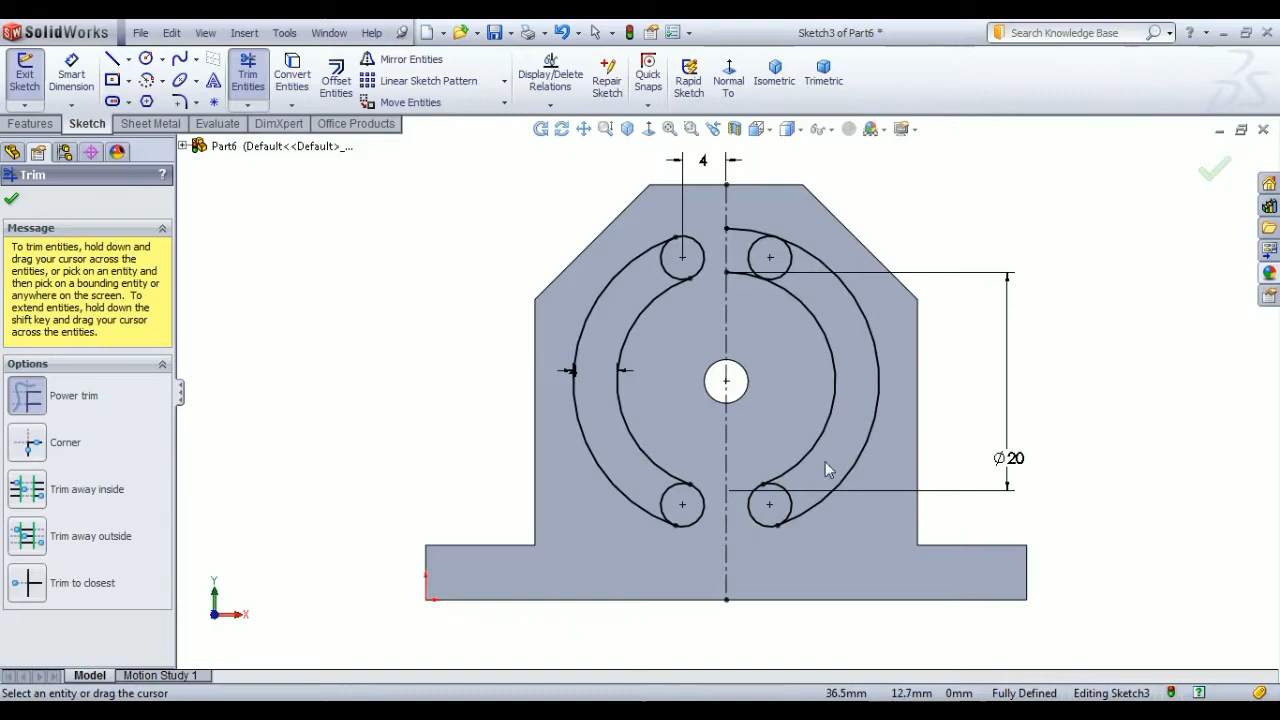 SolidWorks File Edit View Insert Tools Window Help Sketch3 of Part6 * Search Knowledge Base ?
Exit Sketch Smart Dimension Trim Entities Convert Entities Offset Entities Mirror Entities Linear Sketch Pattern Move Entities Display/Delete Relations Repair Sketch Quick Snaps Rapid Sketch Normal To Isometric Trimetric
Features Sketch Sheet Metal Evaluate DimXpert Office Products
Part6 (Default<<Default>_...
Trim ?
Message
To trim entities, hold down and
drag your cursor across the
entities, or pick on an entity and
then pick on a bounding entity or
anywhere on the screen. To
extend entities, hold down the
shift key and drag your cursor
across the entities.
Options
Power trim
Corner
Trim away inside
Trim away outside
Trim to closest
4
4
∅20
Y
X
Model Motion Study 1
Select an entity or drag the cursor 36.5mm 12.7mm 0mm Fully Defined Editing Sketch3